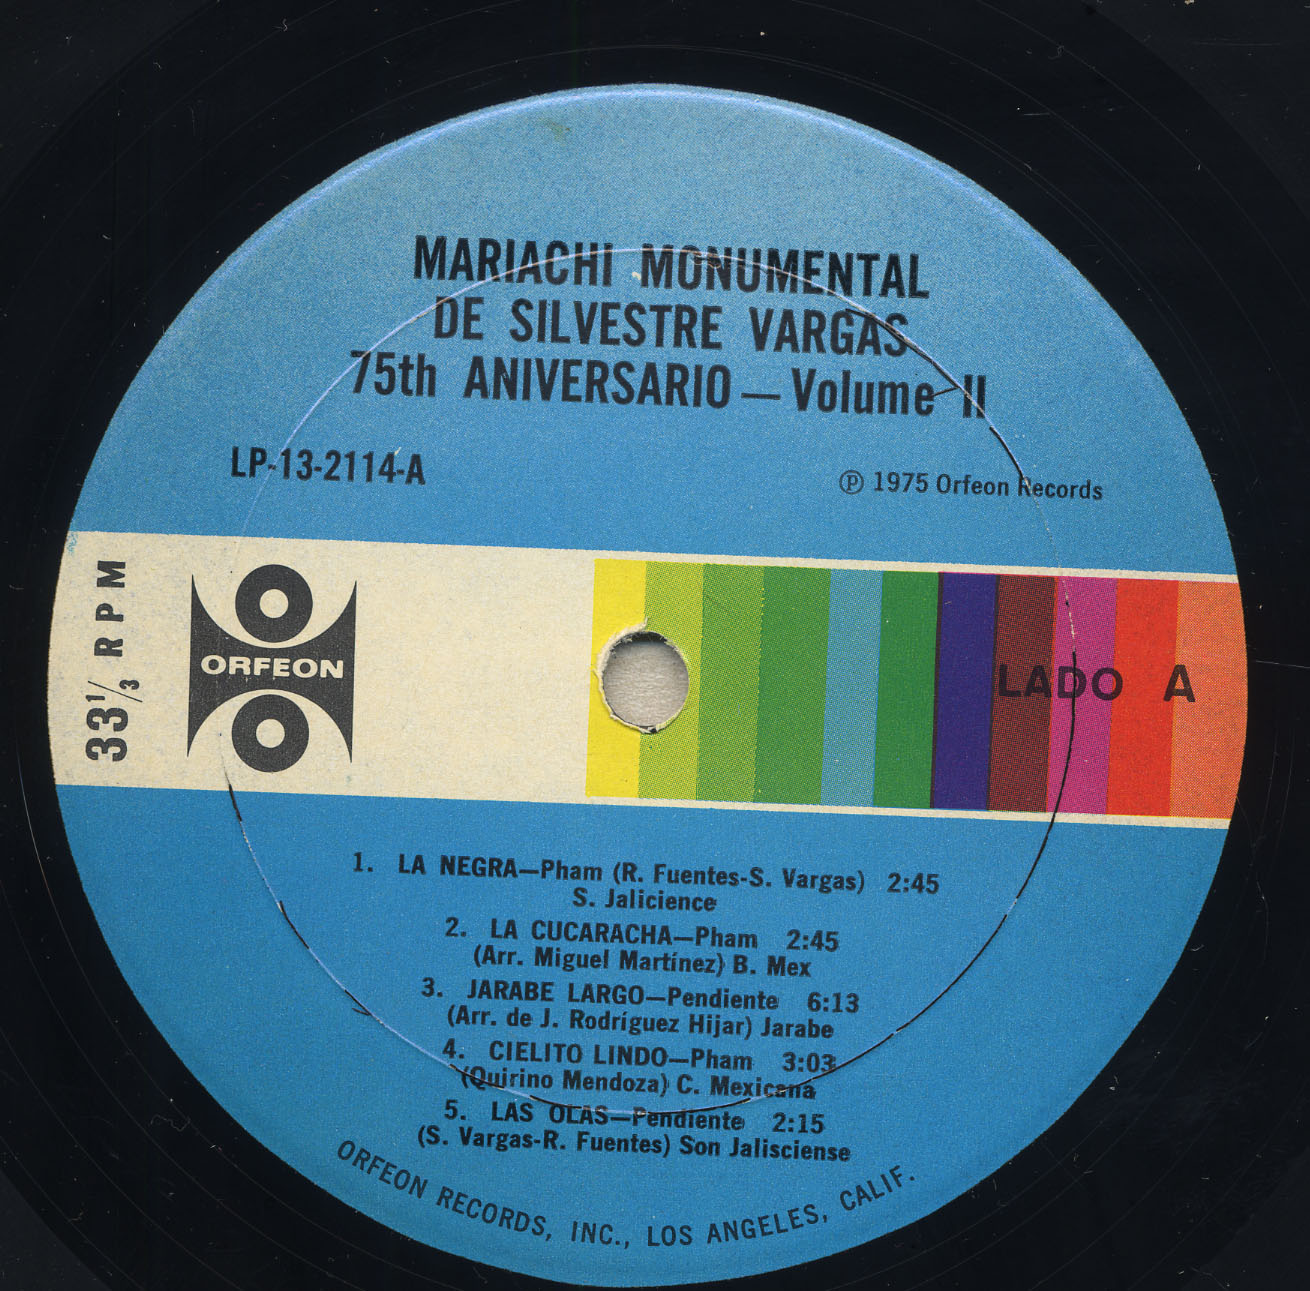 MARIACHI MONUMENTAL
DE SILVESTRE VARGAS
75th ANIVERSARIO — Volume II
LP-13-2114-A
Ⓟ 1975 Orfeon Records
33 1/3 RPM
ORFEON
LADO A
1. LA NEGRA—Pham (R. Fuentes-S. Vargas) 2:45
S. Jalicience
2. LA CUCARACHA—Pham 2:45
(Arr. Miguel Martínez) B. Mex
3. JARABE LARGO—Pendiente 6:13
(Arr. de J. Rodríguez Hijar) Jarabe
4. CIELITO LINDO—Pham 3:03
(Quirino Mendoza) C. Mexicana
5. LAS OLAS—Pendiente 2:15
(S. Vargas-R. Fuentes) Son Jalisciense
ORFEON RECORDS, INC., LOS ANGELES, CALIF.